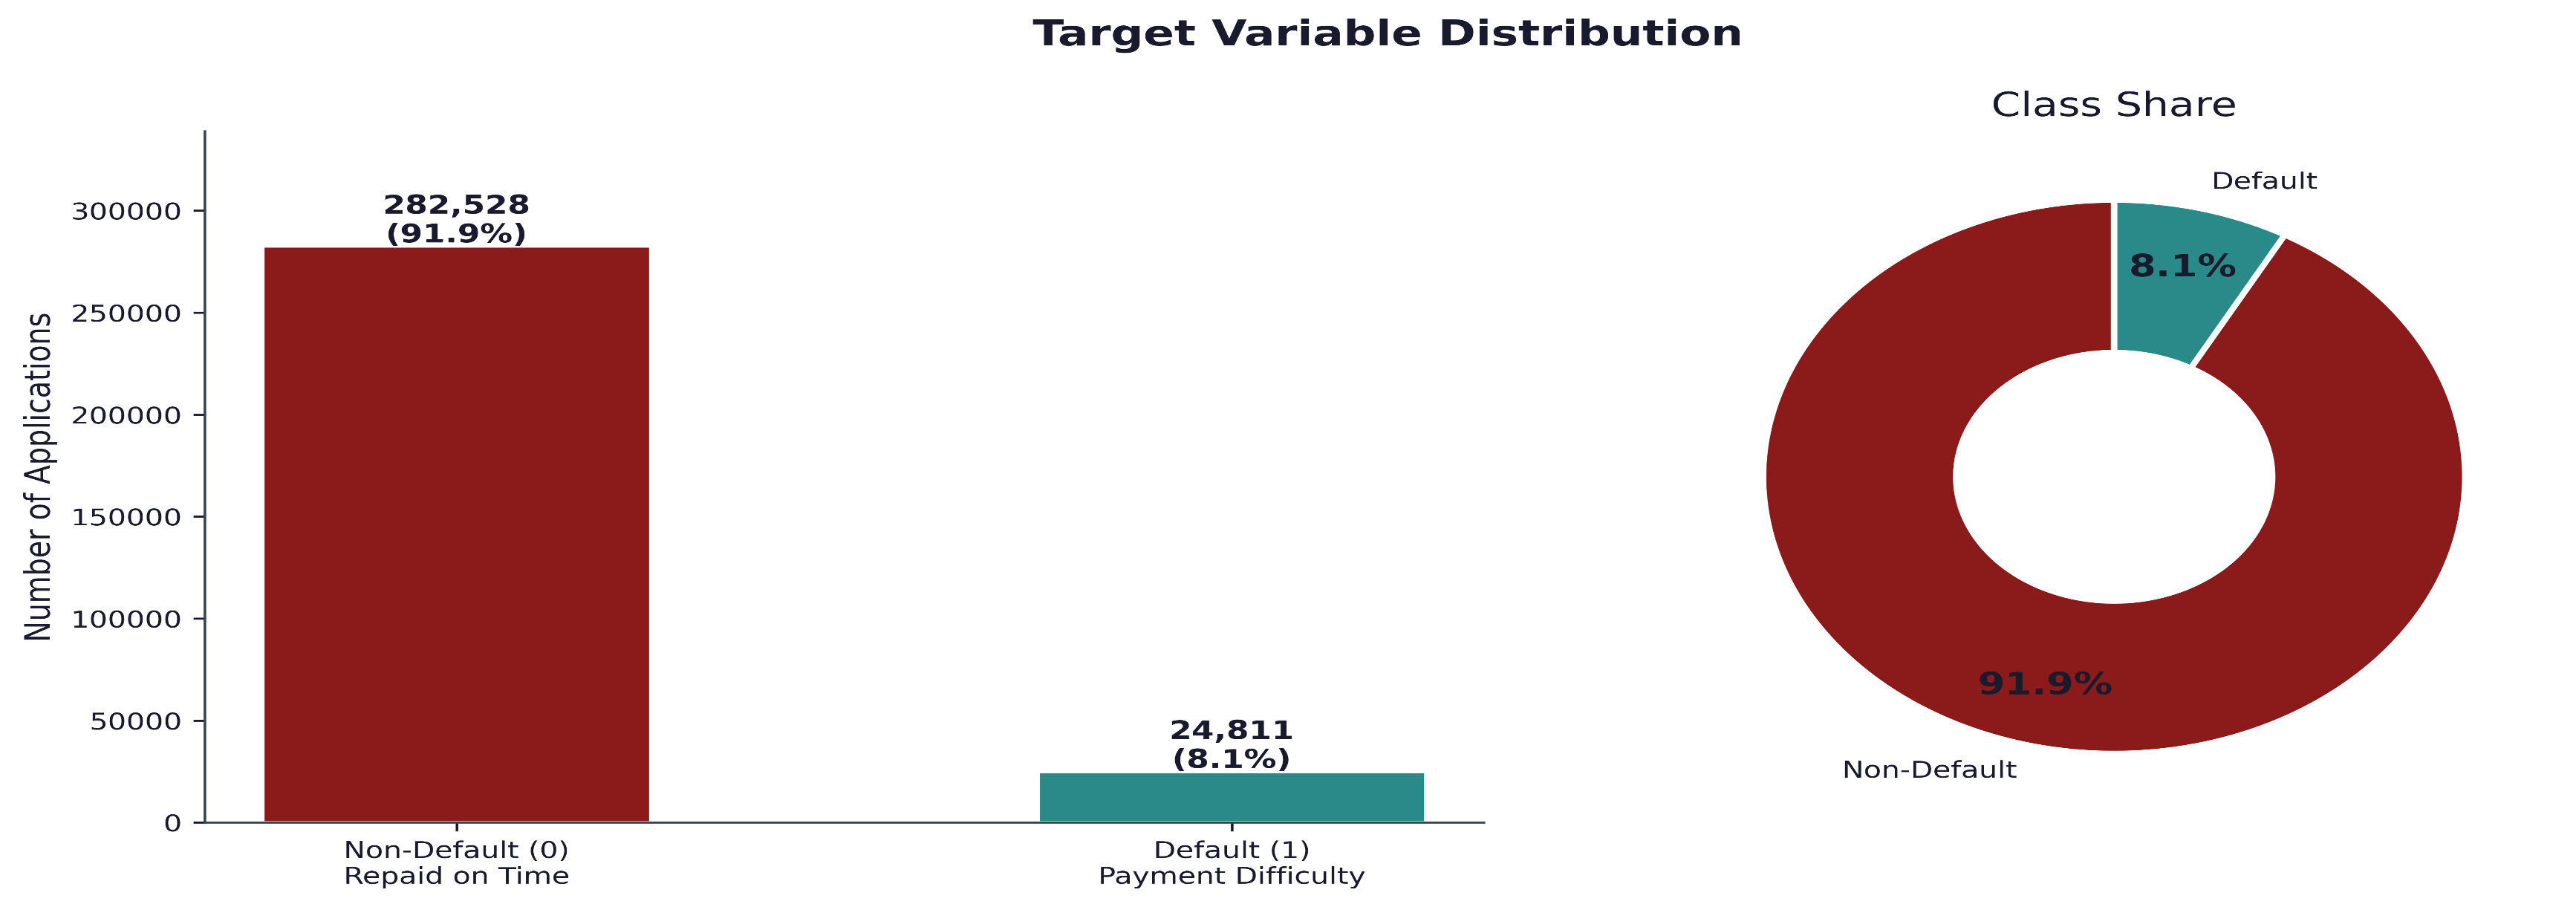 Target Variable Distribution
Number of Applications
300000
250000
200000
150000
100000
50000
0
282,528
(91.9%)
24,811
(8.1%)
Non-Default (0)
Repaid on Time
Default (1)
Payment Difficulty
Class Share
Default
8.1%
91.9%
Non-Default